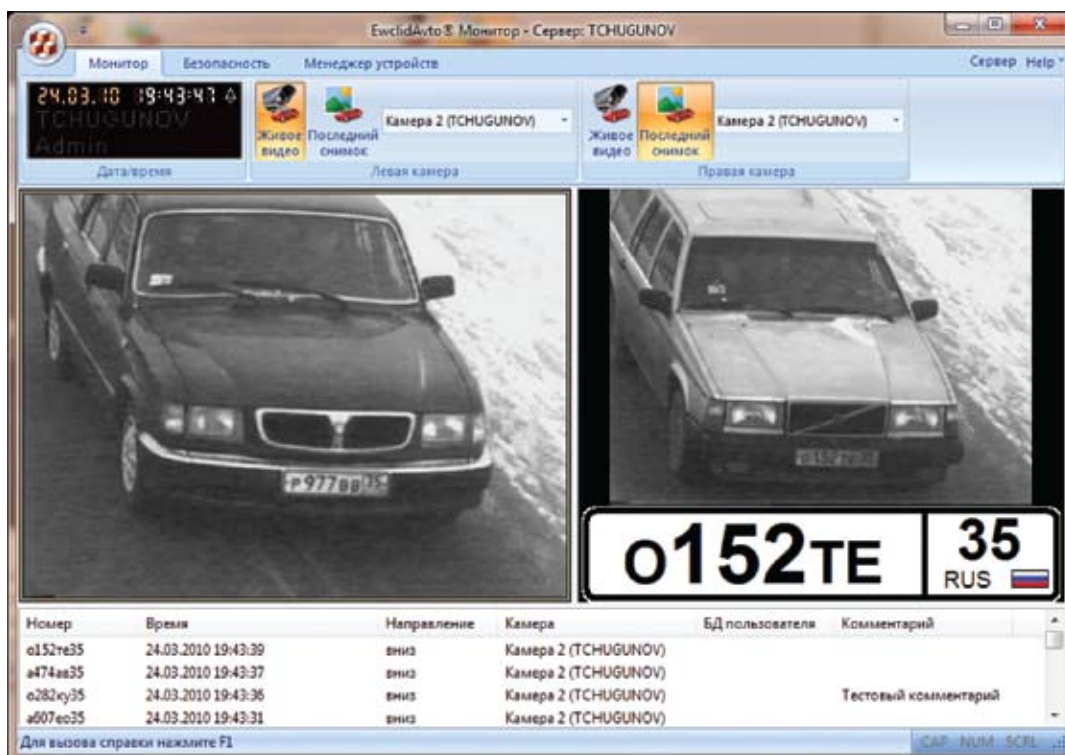 EwclidAvto® Монитор - Сервер: TCHUGUNOV
Монитор Безопасность Менеджер устройств Сервер Help
24.03.10 19:43:47
TCHUGUNOV
Admin
Дата/время
Живое видео
Последний снимок
Камера 2 (TCHUGUNOV)
Левая камера
Живое видео
Последний снимок
Камера 2 (TCHUGUNOV)
Правая камера
Р977ВВ 35
О152ТЕ 35
О152ТЕ 35
RUS
Номер Время Направление Камера БД пользователя Комментарий
о152те35 24.03.2010 19:43:39 вниз Камера 2 (TCHUGUNOV)
а474ав35 24.03.2010 19:43:37 вниз Камера 2 (TCHUGUNOV)
о282ку35 24.03.2010 19:43:36 вниз Камера 2 (TCHUGUNOV) Тестовый комментарий
а607ео35 24.03.2010 19:43:31 вниз Камера 2 (TCHUGUNOV)
Для вызова справки нажмите F1 CAP NUM SCRL